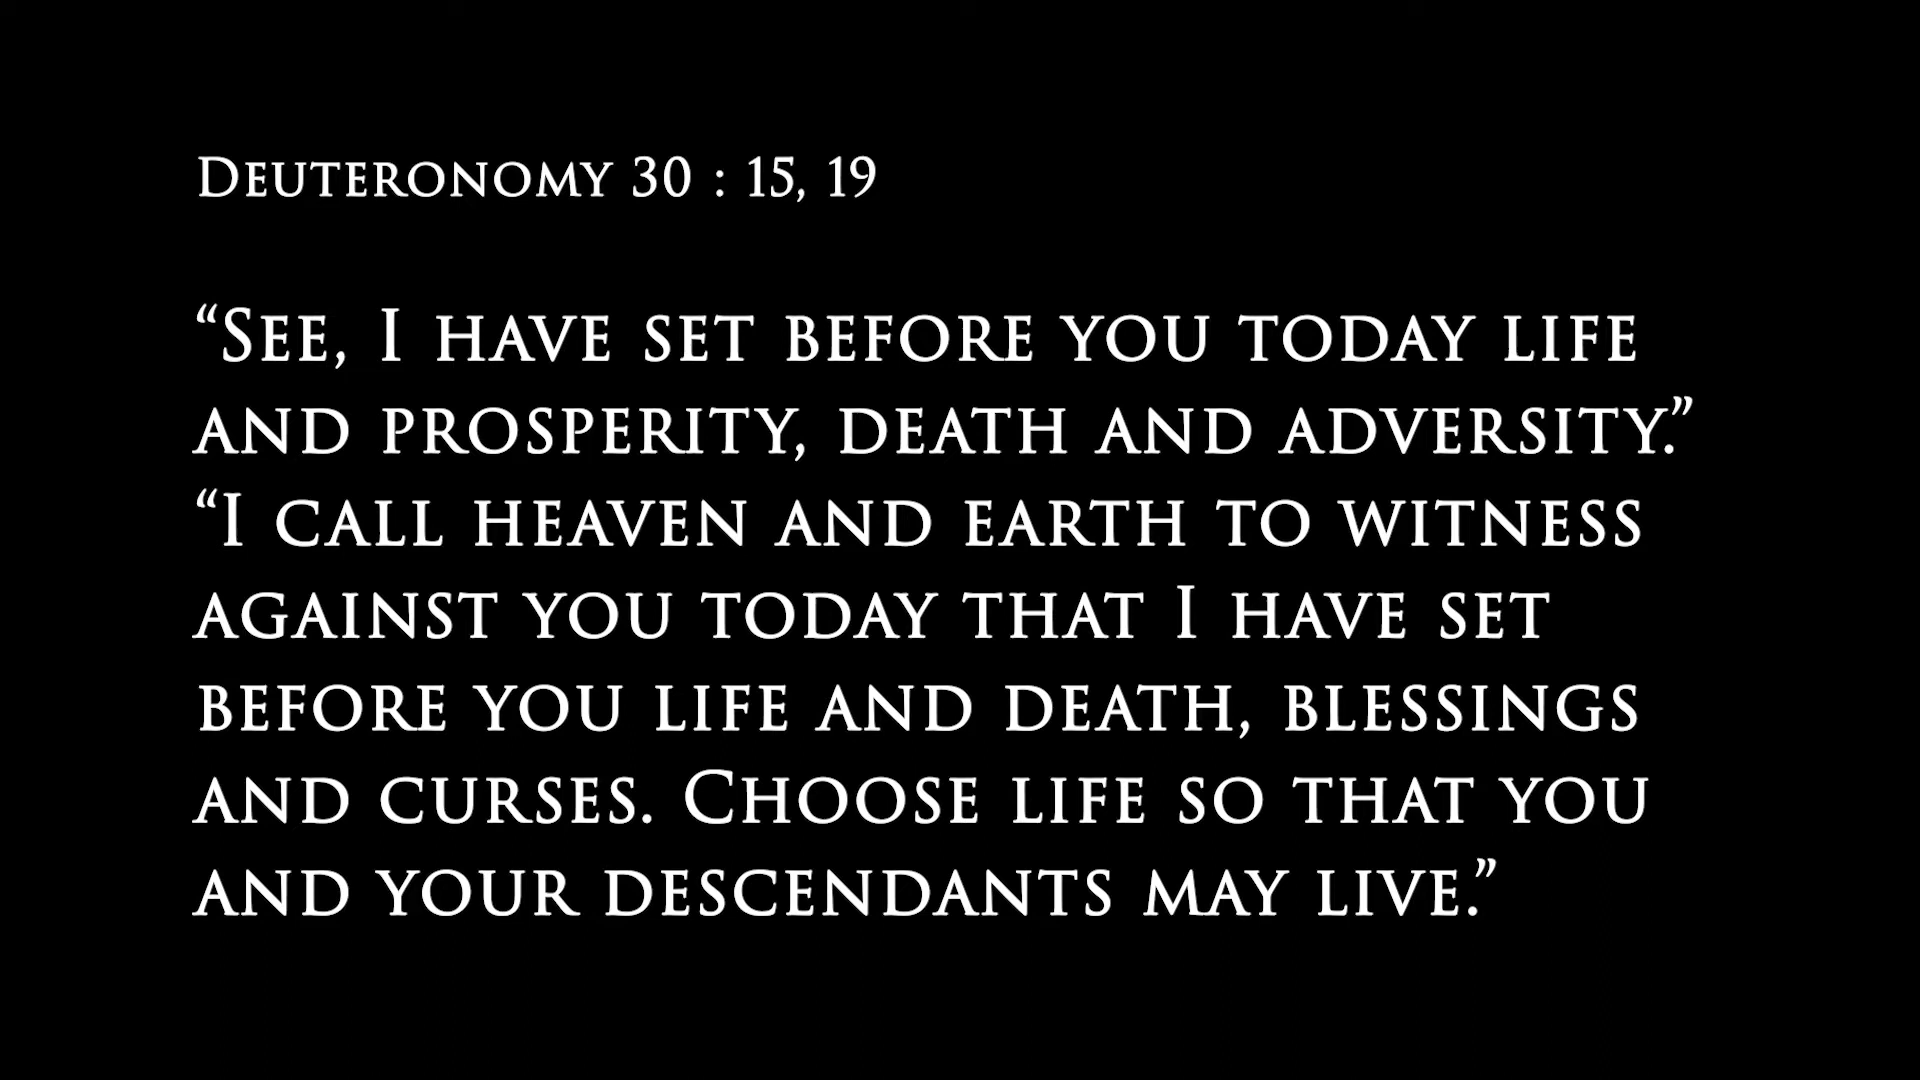 Deuteronomy 30 : 15, 19
“See, I have set before you today life
and prosperity, death and adversity.”
“I call heaven and earth to witness
against you today that I have set
before you life and death, blessings
and curses. Choose life so that you
and your descendants may live.”